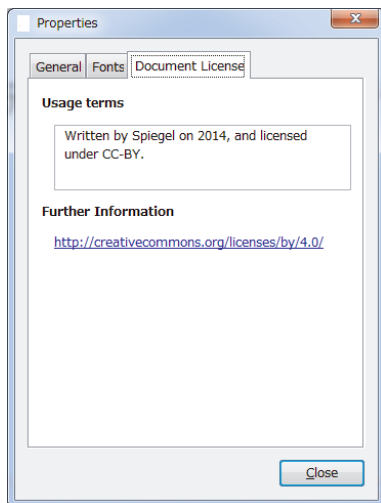 Properties
General Fonts Document License
Usage terms
Written by Spiegel on 2014, and licensed
under CC-BY.
Further Information
http://creativecommons.org/licenses/by/4.0/
Close